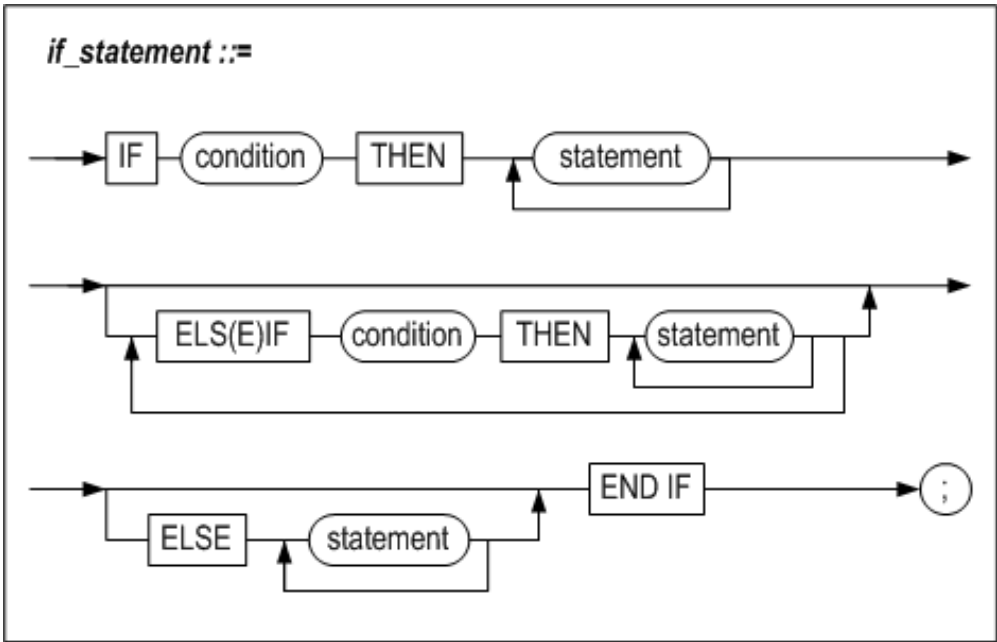 if_statement ::=
IF condition THEN statement
ELS(E)IF condition THEN statement
END IF ;
ELSE statement